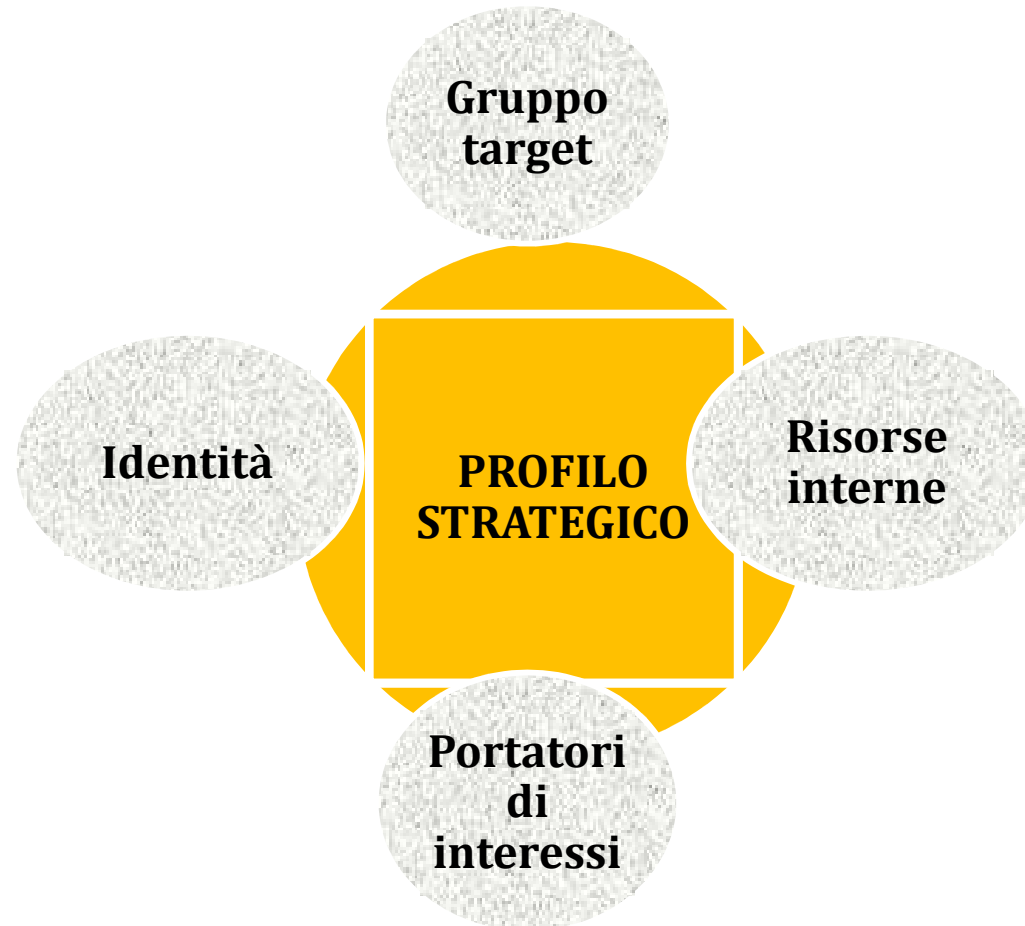 Gruppo
target
Identità
PROFILO
STRATEGICO
Risorse
interne
Portatori
di
interessi